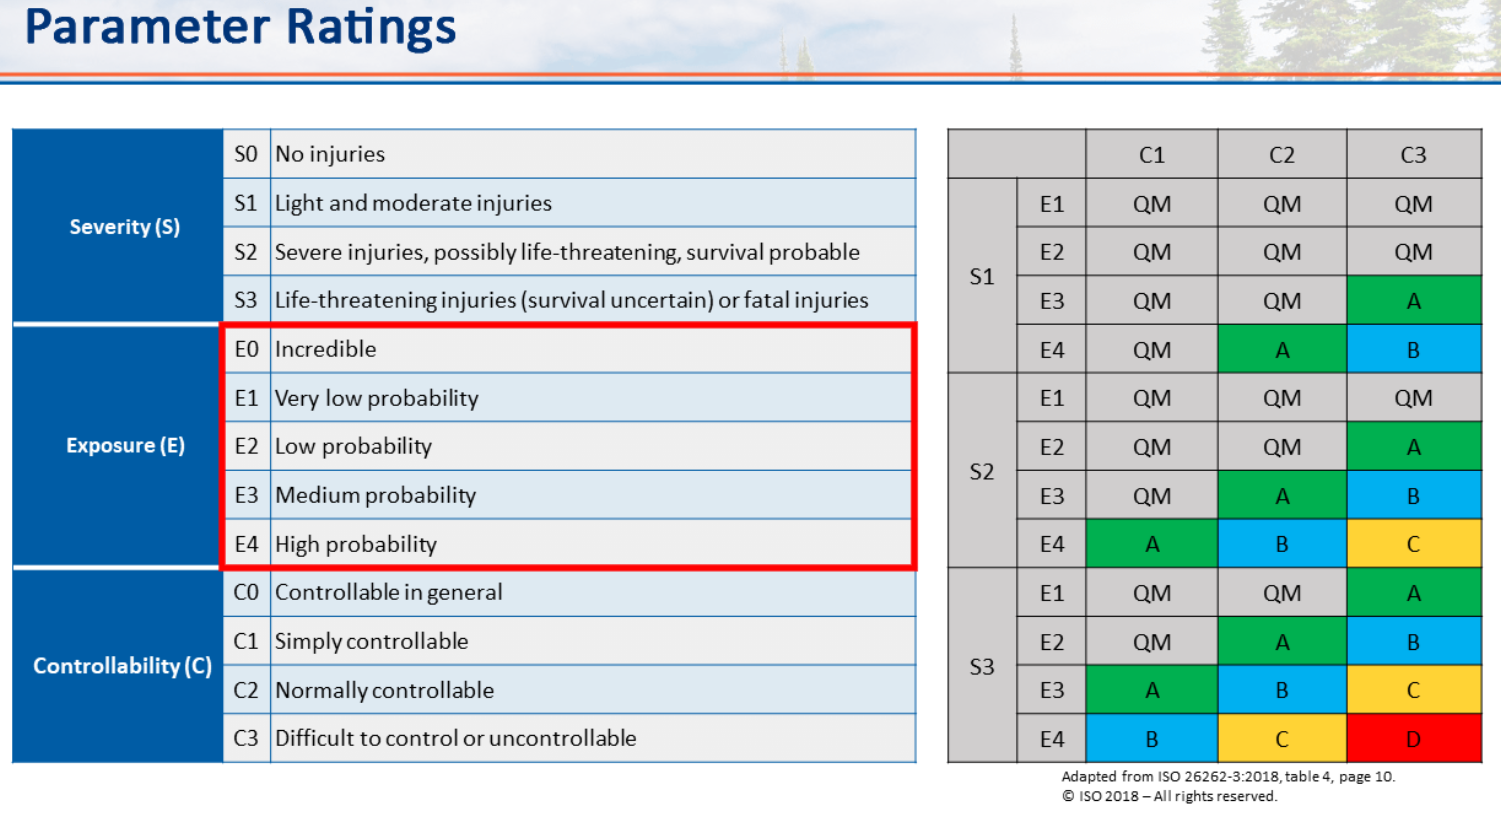 Parameter Ratings
Severity (S)
S0 No injuries
S1 Light and moderate injuries
S2 Severe injuries, possibly life-threatening, survival probable
S3 Life-threatening injuries (survival uncertain) or fatal injuries
Exposure (E)
E0 Incredible
E1 Very low probability
E2 Low probability
E3 Medium probability
E4 High probability
Controllability (C)
C0 Controllable in general
C1 Simply controllable
C2 Normally controllable
C3 Difficult to control or uncontrollable
C1 C2 C3
S1
E1 QM QM QM
E2 QM QM QM
E3 QM QM A
E4 QM A B
S2
E1 QM QM QM
E2 QM QM A
E3 QM A B
E4 A B C
S3
E1 QM QM A
E2 QM A B
E3 A B C
E4 B C D
Adapted from ISO 26262-3:2018, table 4, page 10.
© ISO 2018 – All rights reserved.